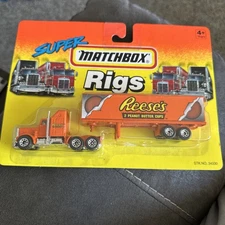 SUPER
MATCHBOX
4+
Rigs
Reese's
2 PEANUT BUTTER CUPS